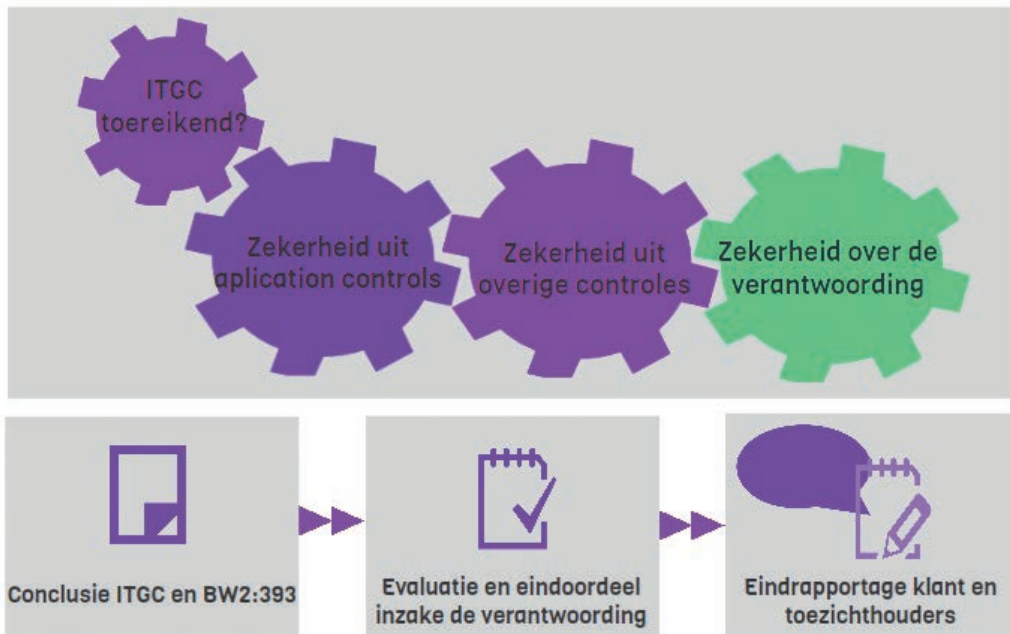 ITGC
toereikend?
Zekerheid uit
aplication controls
Zekerheid uit
overige controles
Zekerheid over de
verantwoording
Conclusie ITGC en BW2:393
Evaluatie en eindoordeel
inzake de verantwoording
Eindrapportage klant en
toezichthouders